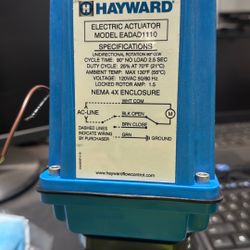 HAYWARD®
ELECTRIC ACTUATOR
MODEL EADAD1110
SPECIFICATIONS
UNIDIRECTIONAL ROTATION 90° CCW
CYCLE TIME: 90° NO LOAD 2.5 SEC
DUTY CYCLE: 25% AT 70°F (21°C)
AMBIENT TEMP: MAX 130°F (55°C)
VOLTAGE: 120VAC 50/60 Hz
LOCKED ROTOR AMP: 1.5
NEMA 4X ENCLOSURE
WHT COM
AC-LINE
BLK OPEN
M
DASHED LINES
INDICATE WIRING
BY PURCHASER
BRN CLOSE
GRN
GROUND
www.haywardflowcontrol.com